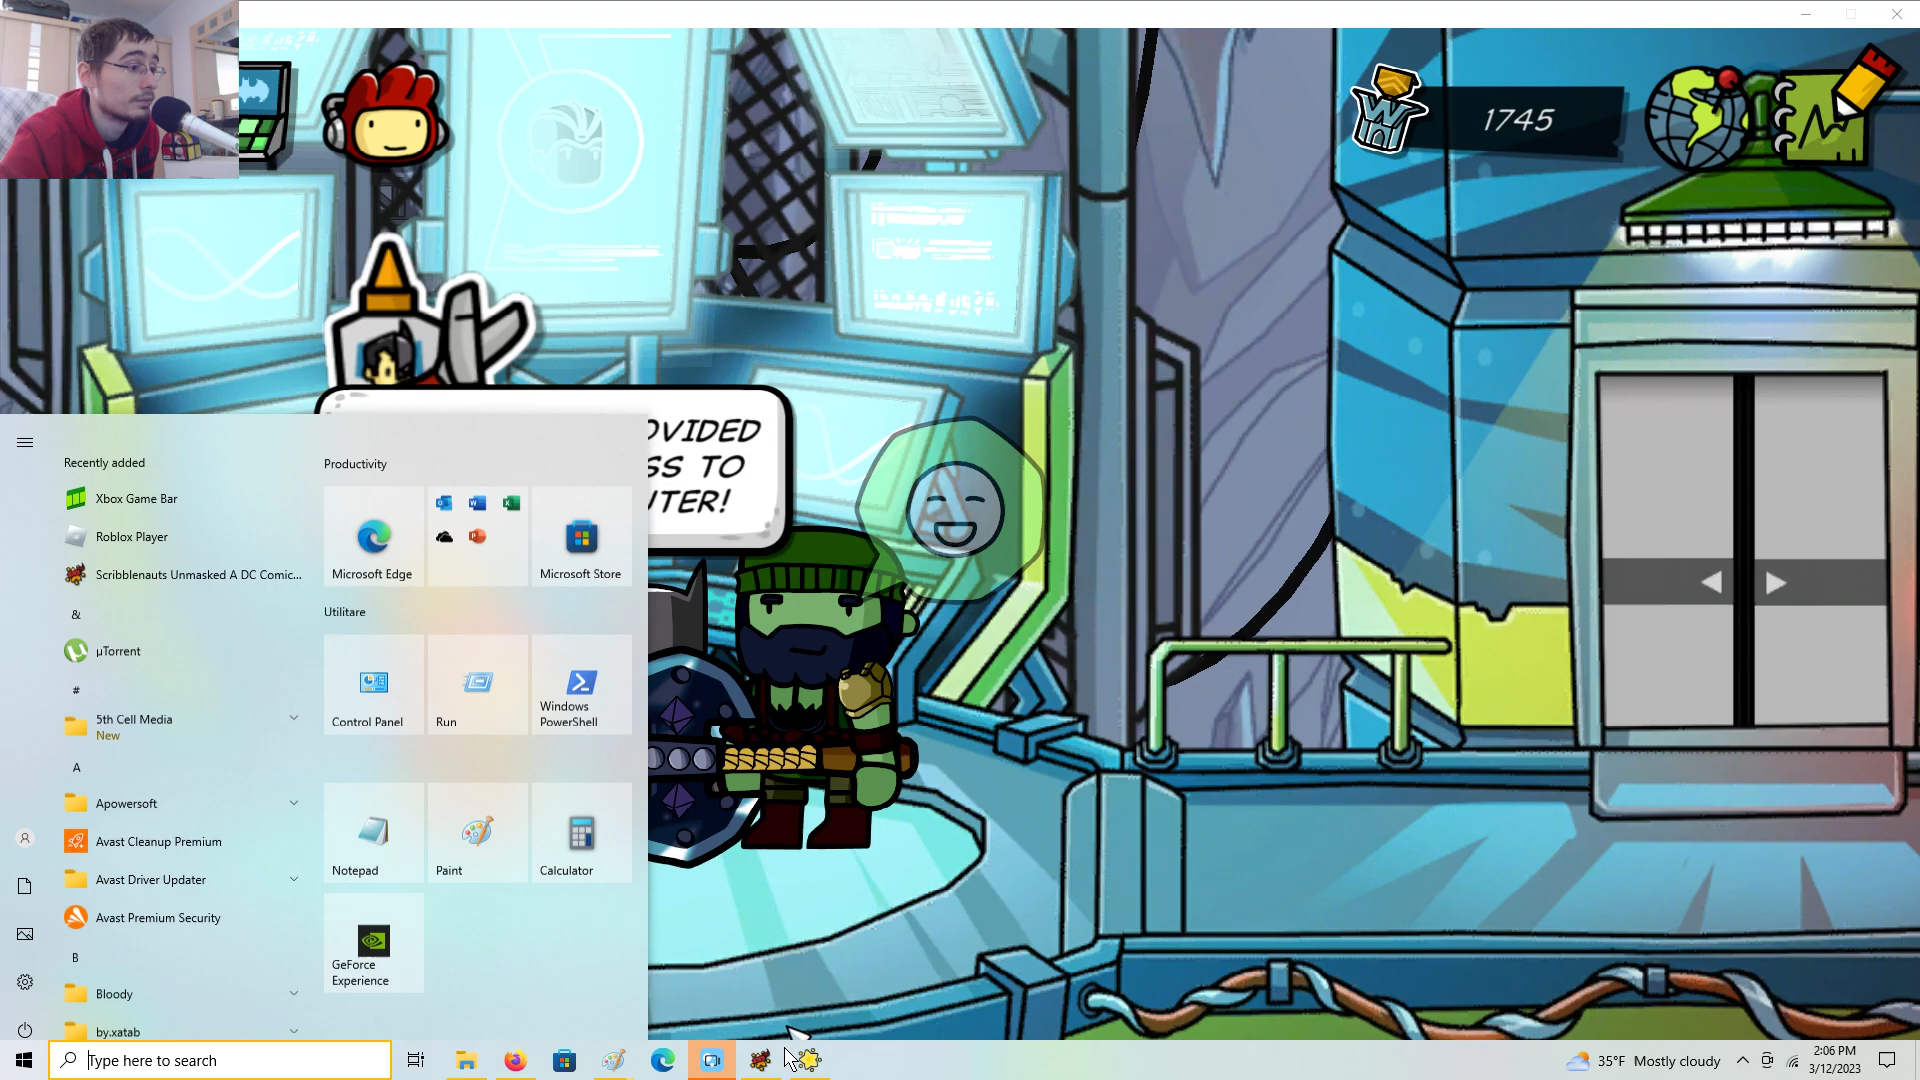 1745
OVIDED
SS TO
UTER!
Recently added
Xbox Game Bar
Roblox Player
Scribblenauts Unmasked A DC Comic...
&
µTorrent
#
5th Cell Media
New
A
Apowersoft
Avast Cleanup Premium
Avast Driver Updater
Avast Premium Security
B
Bloody
by.xatab
Productivity
Microsoft Edge
Microsoft Store
Utilitare
Control Panel
Run
Windows PowerShell
Notepad
Paint
Calculator
GeForce Experience
Type here to search
35°F Mostly cloudy
2:06 PM
3/12/2023